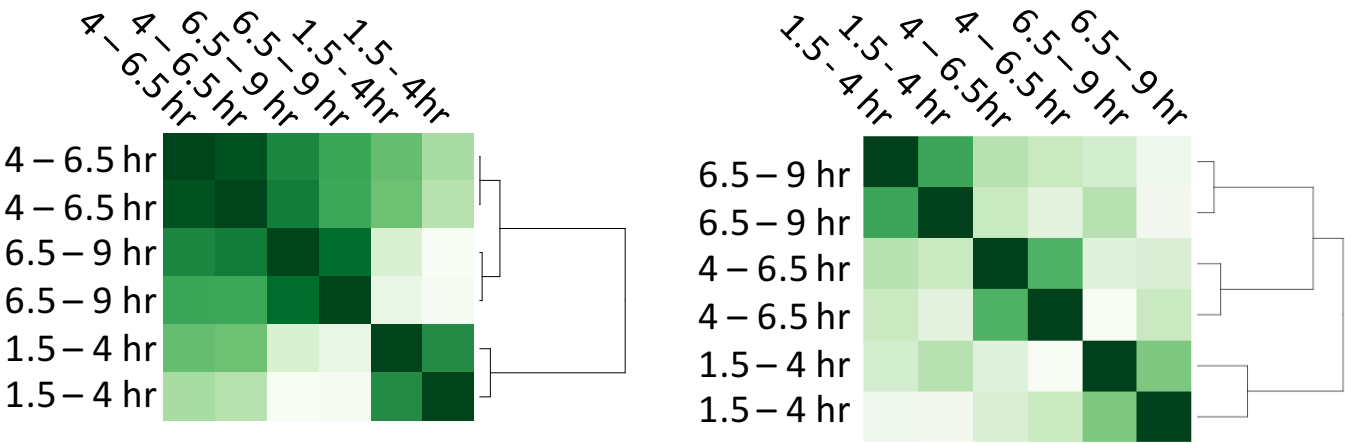 4 – 6.5 hr
4 – 6.5 hr
6.5 – 9 hr
6.5 – 9 hr
1.5 - 4hr
1.5 - 4hr
4 – 6.5 hr
4 – 6.5 hr
6.5 – 9 hr
6.5 – 9 hr
1.5 – 4 hr
1.5 – 4 hr
1.5 - 4 hr
1.5 - 4 hr
4 – 6.5hr
4 – 6.5 hr
6.5 – 9 hr
6.5 – 9 hr
6.5 – 9 hr
6.5 – 9 hr
4 – 6.5 hr
4 – 6.5 hr
1.5 – 4 hr
1.5 – 4 hr